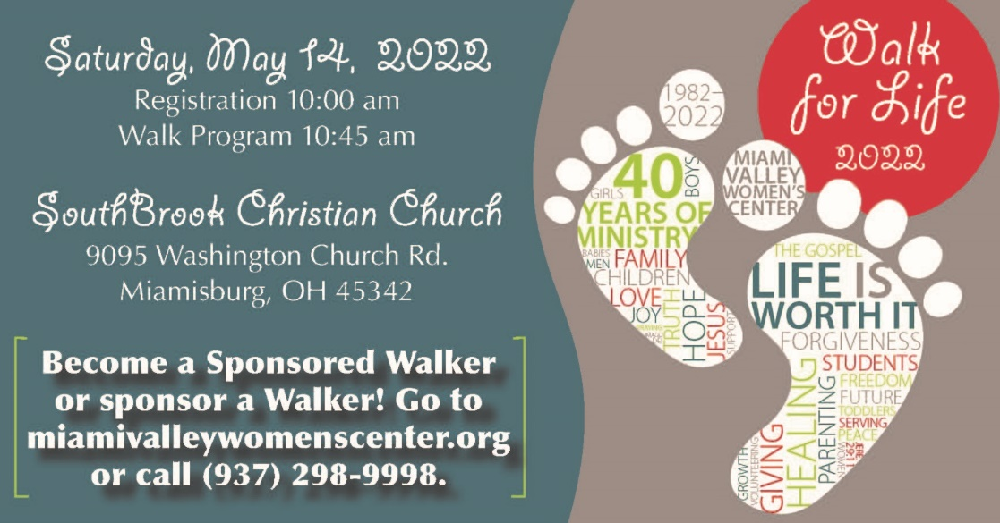 Saturday, May 14, 2022
Registration 10:00 am
Walk Program 10:45 am
SouthBrook Christian Church
9095 Washington Church Rd.
Miamisburg, OH 45342
Become a Sponsored Walker
or sponsor a Walker! Go to
miamivalleywomenscenter.org
or call (937) 298-9998.
Walk
for Life
2022
1982–
2022
MIAMI
VALLEY
WOMEN'S
CENTER
40
BOYS
GIRLS
YEARS OF
MINISTRY
BABIES
MEN
FAMILY
CHILDREN
LOVE
JOY
TRUTH
HOPE
JESUS
SUPPORT
THE GOSPEL
LIFE IS
WORTH IT
FORGIVENESS
STUDENTS
FREEDOM
FUTURE
TODDLERS
SERVING
PEACE
HEALING
PARENTING
WOMEN
GIVING
VOLUNTEERING
GROWTH